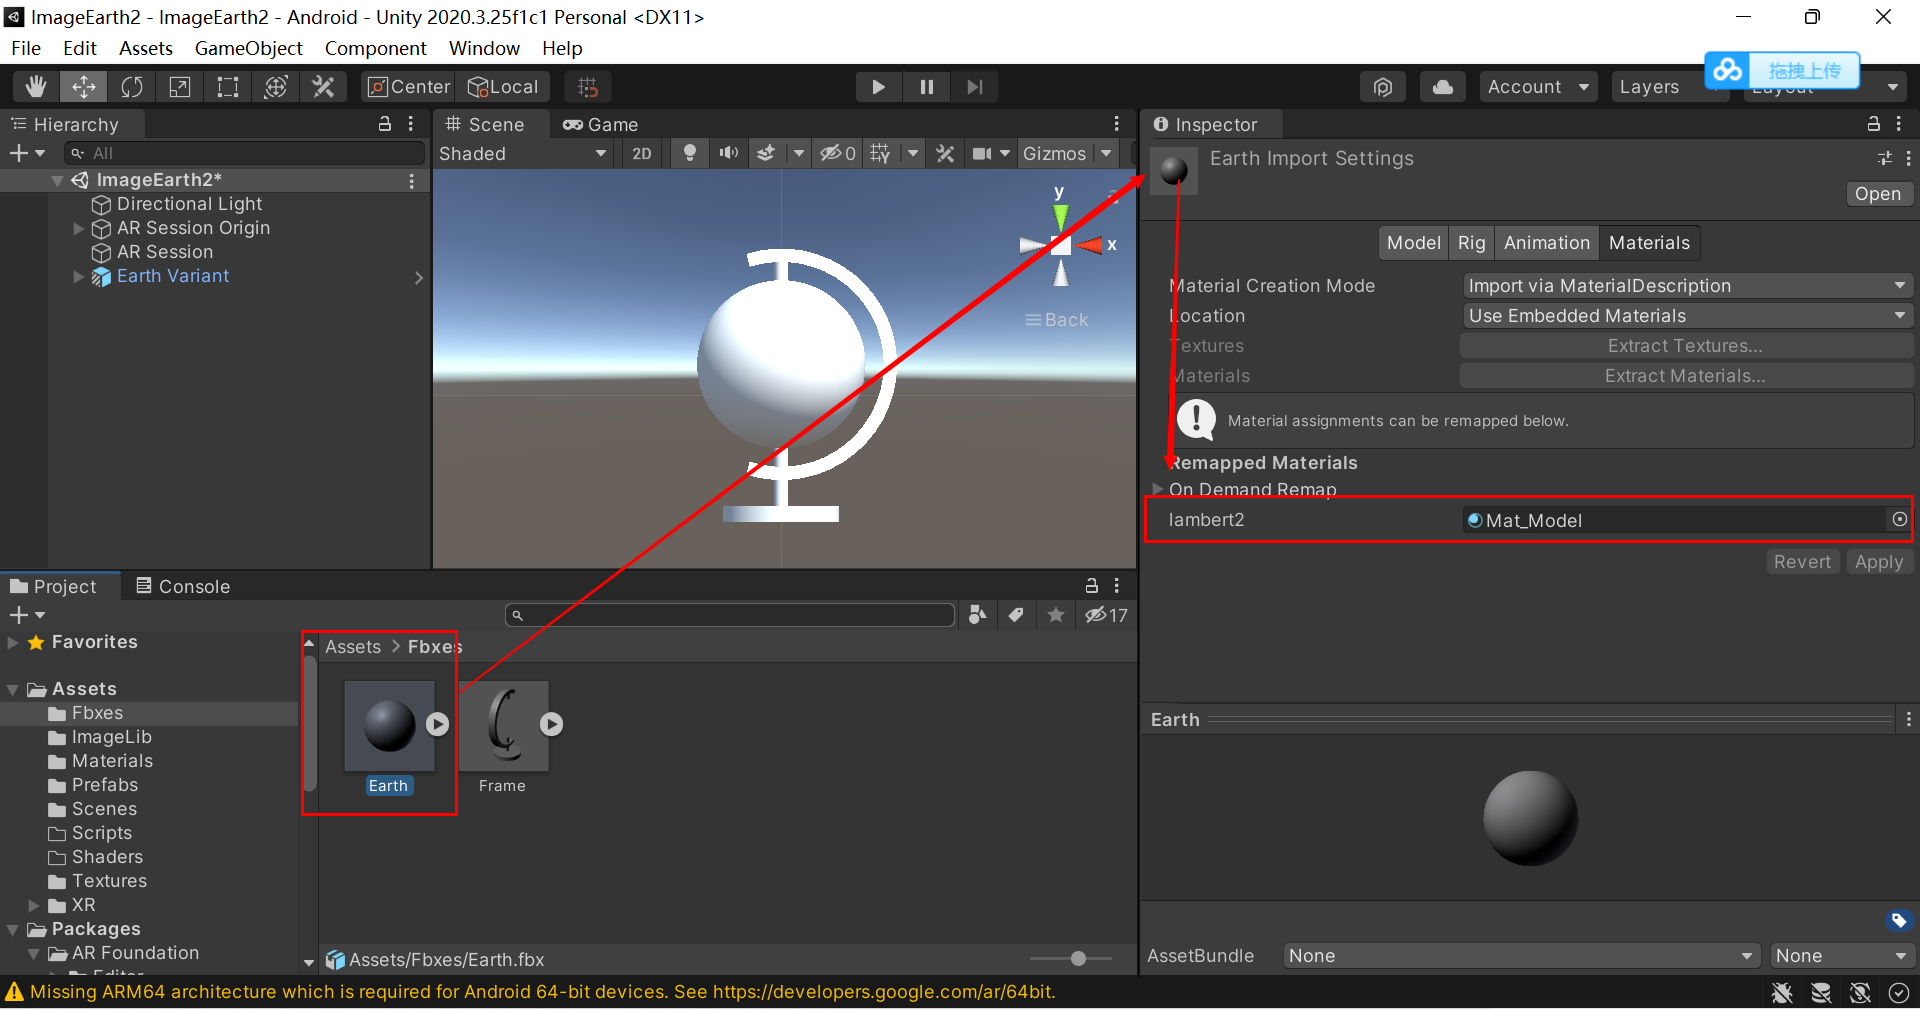 ImageEarth2 - ImageEarth2 - Android - Unity 2020.3.25f1c1 Personal <DX11>
File Edit Assets GameObject Component Window Help
拖拽上传
Center Local Account Layers Layout
Hierarchy
All
ImageEarth2*
Directional Light
AR Session Origin
AR Session
Earth Variant
Scene Game
Shaded 2D 0 Gizmos
y
x
Back
Inspector
Earth Import Settings
Open
Model Rig Animation Materials
Material Creation Mode Import via MaterialDescription
Location Use Embedded Materials
Textures Extract Textures...
Materials Extract Materials...
Material assignments can be remapped below.
Remapped Materials
On Demand Remap
lambert2 Mat_Model
Revert Apply
Project Console
17
Favorites
Assets
Fbxes
ImageLib
Materials
Prefabs
Scenes
Scripts
Shaders
Textures
XR
Packages
AR Foundation
Editor
Assets > Fbxes
Earth Frame
Assets/Fbxes/Earth.fbx
Earth
AssetBundle None None
Missing ARM64 architecture which is required for Android 64-bit devices. See https://developers.google.com/ar/64bit.